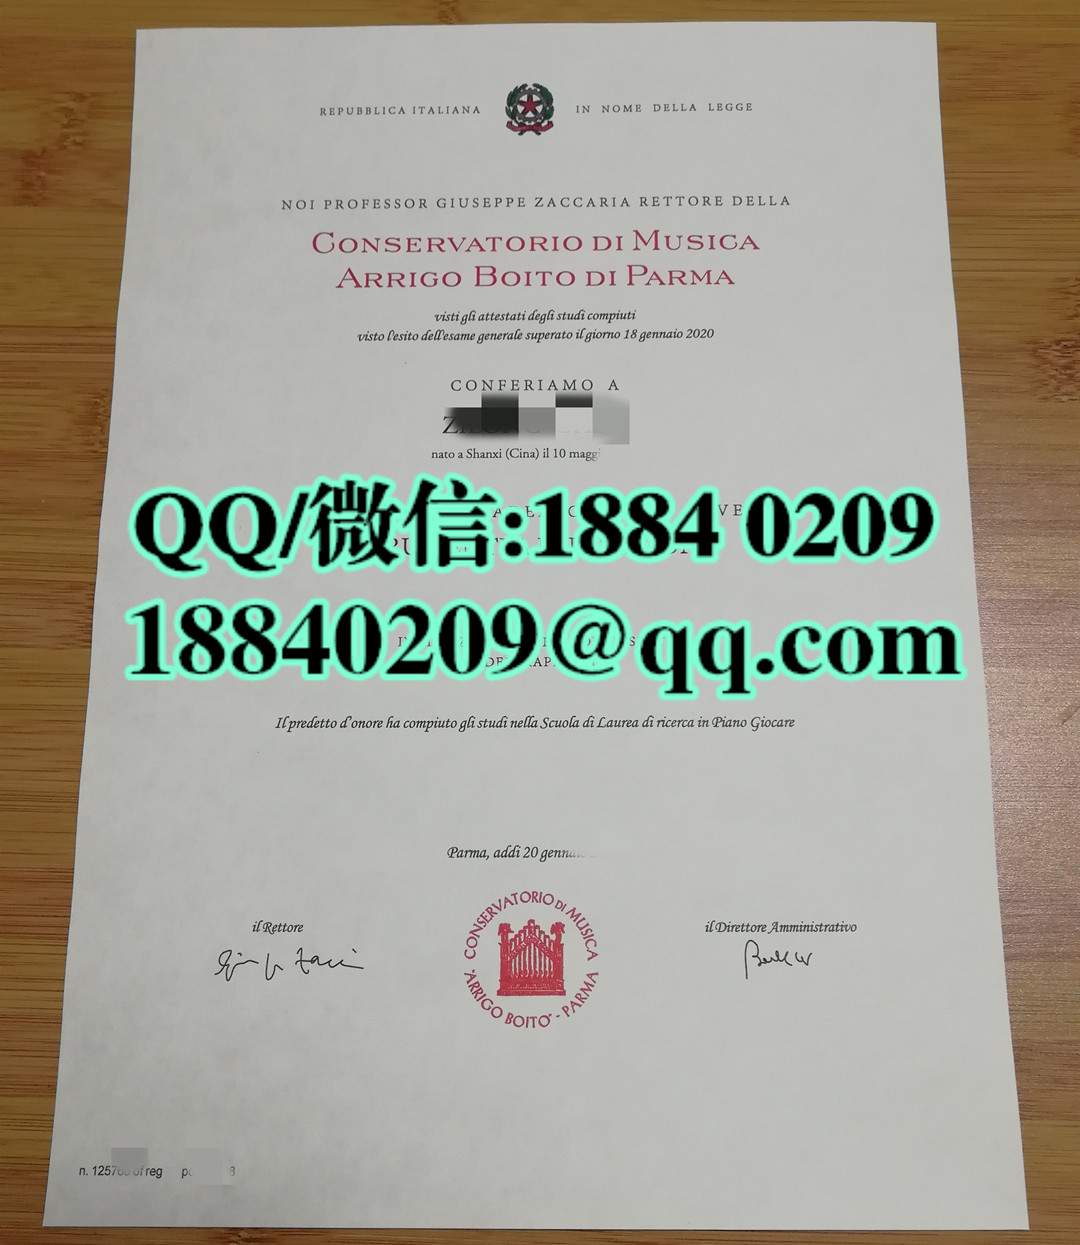 REPUBBLICA ITALIANA IN NOME DELLA LEGGE
NOI PROFESSOR GIUSEPPE ZACCARIA RETTORE DELLA
CONSERVATORIO DI MUSICA
ARRIGO BOITO DI PARMA
visti gli attestati degli studi compiuti
visto l'esito dell'esame generale superato il giorno 18 gennaio 2020
CONFERIAMO A
nato a Shanxi (Cina) il 10
QQ/微信:1884 0209
18840209@qq.com
Il predetto d'onore ha compiuto gli studi nella Scuola di Laurea di ricerca in Piano Giocare
Parma, addì 20
il Rettore
il Direttore Amministrativo
CONSERVATORIO DI MUSICA
"ARRIGO BOITO" - PARMA
n. reg